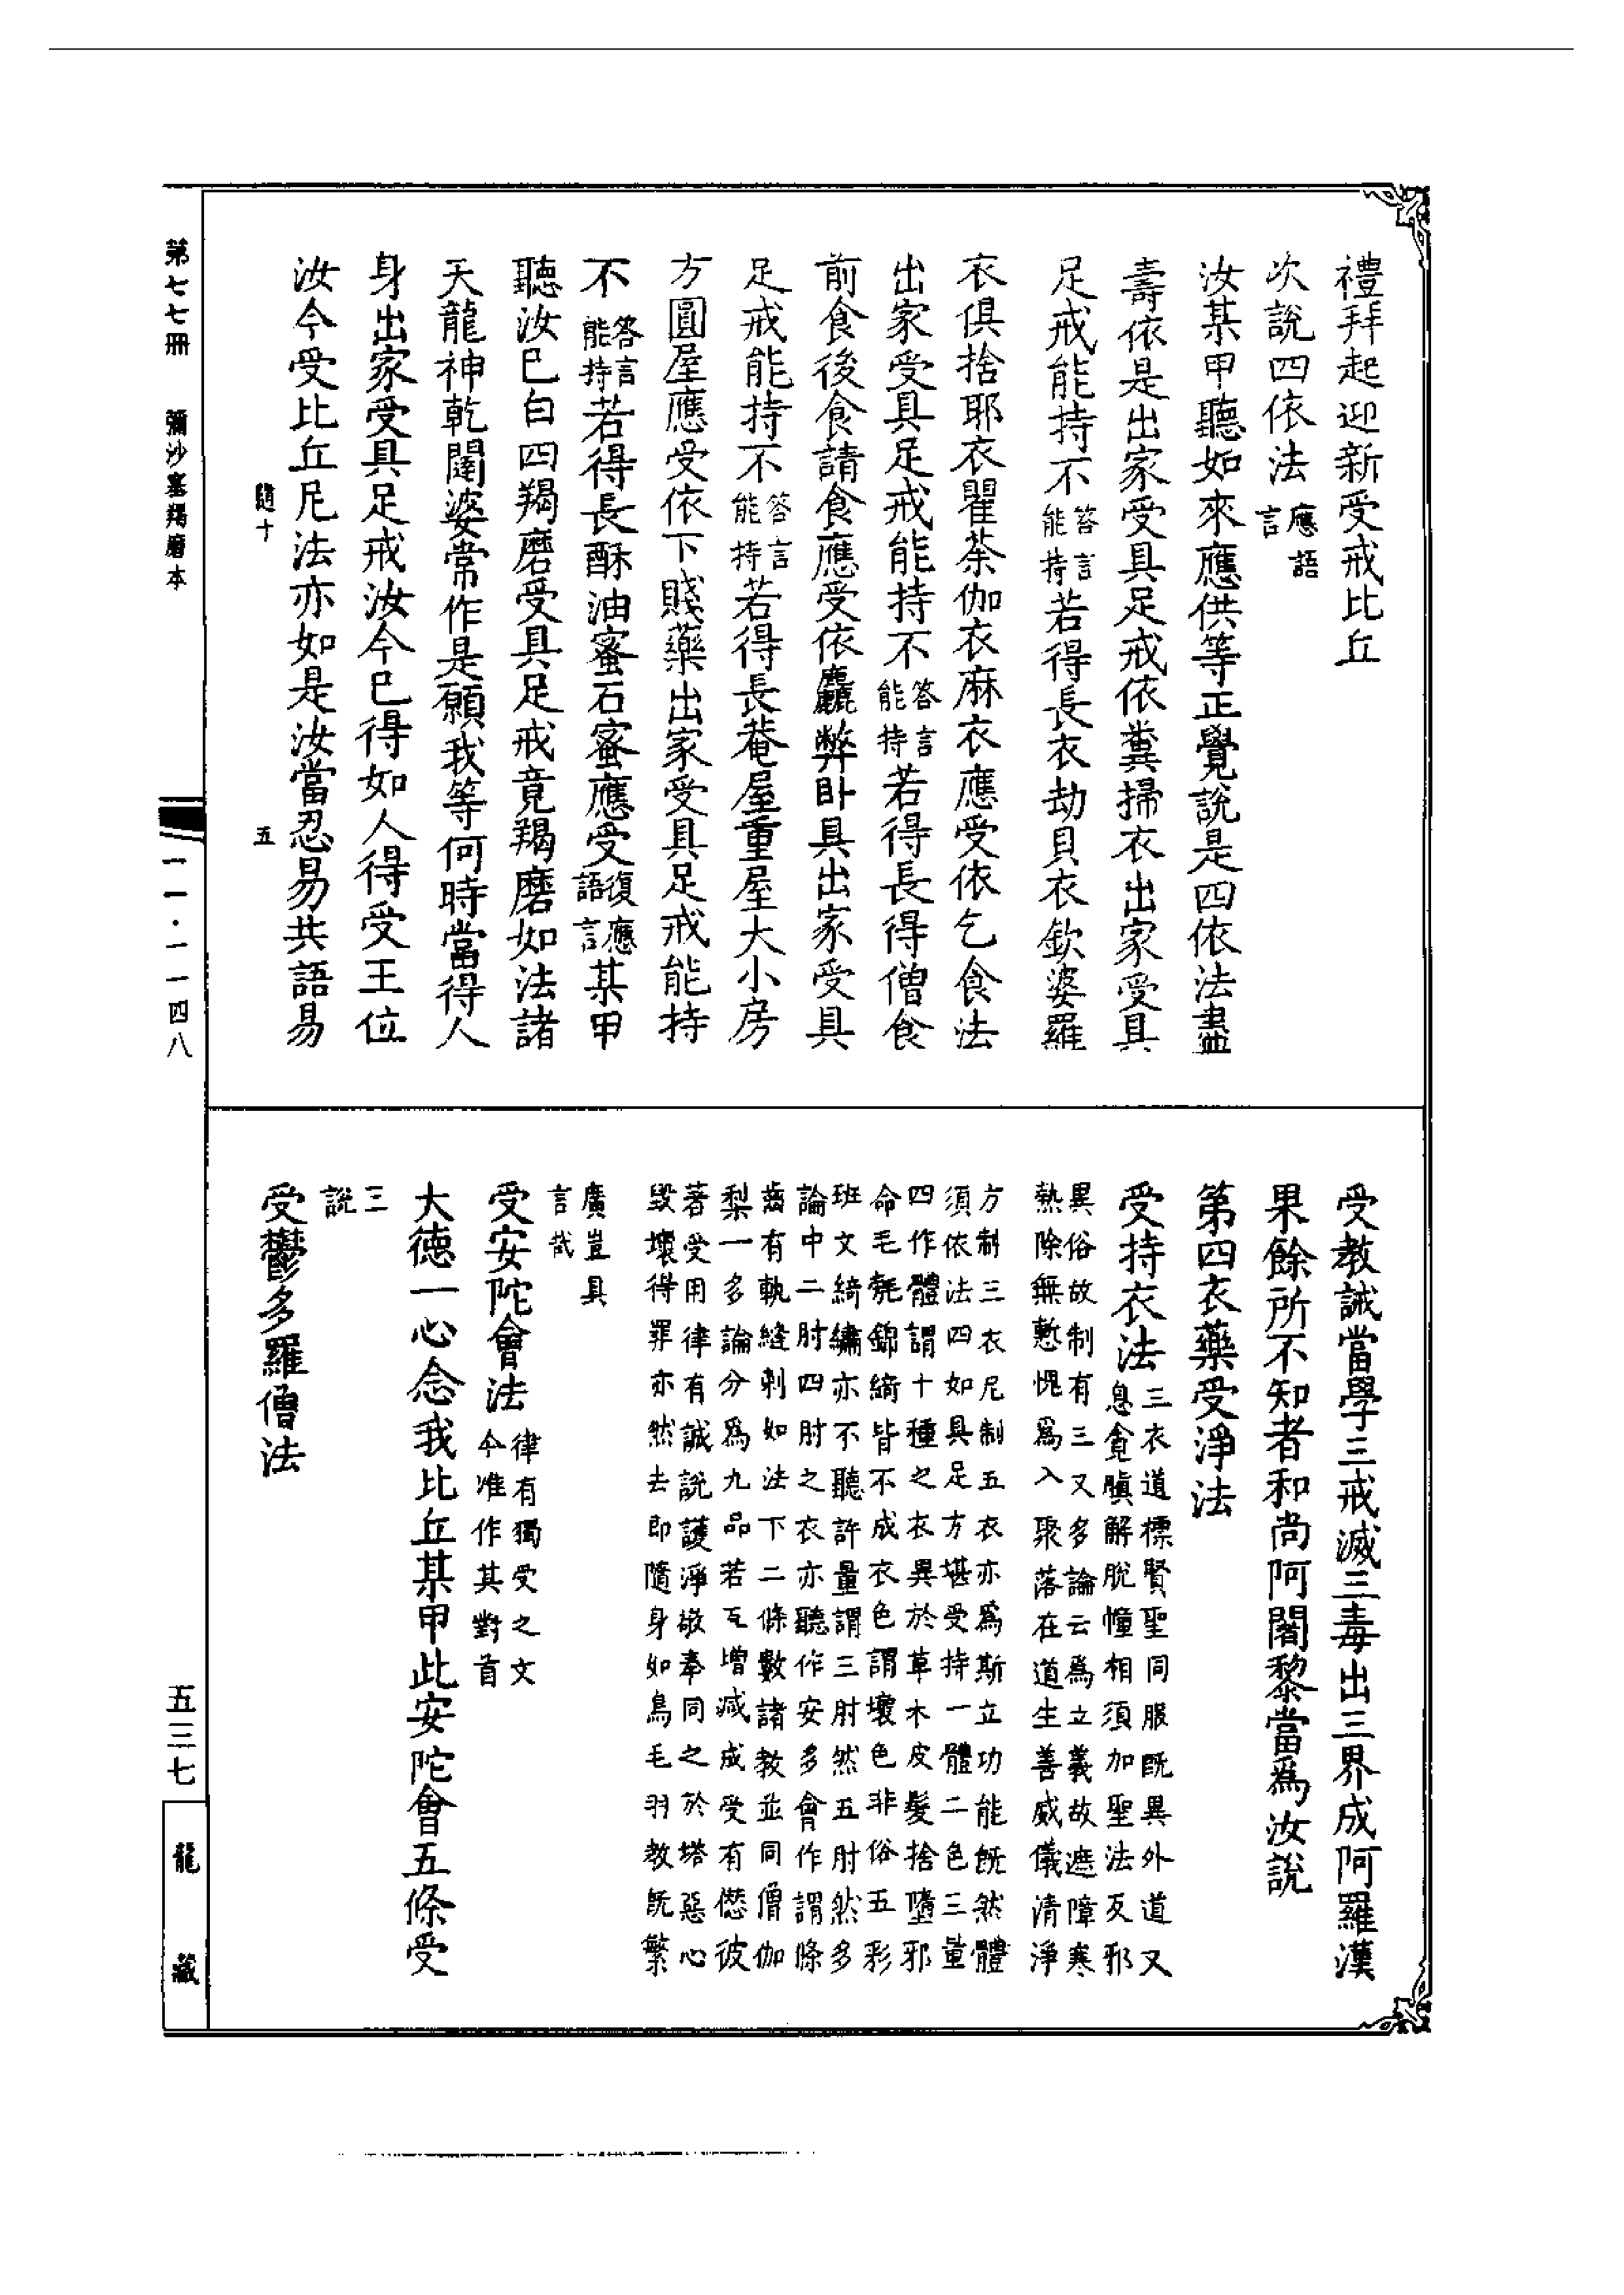 禮拜起迎新受戒比丘
次說四依法應語言
汝某甲聽如來應供等正覺說是四依法盡
壽依是出家受具足戒依糞掃衣出家受具
足戒能持不答言能持若得長衣劫貝衣欽婆羅
衣俱捨耶衣瞿荼伽衣麻衣應受依乞食法
出家受具足戒能持不答言能持若得長得僧食
前食後食請食應受依麤弊臥具出家受具
足戒能持不答言能持若得長菴屋重屋大小房
方圓屋應受依下賤藥出家受具足戒能持
不答言能持若得長酥油蜜石蜜應受復應語言某甲
聽汝已白四羯磨受具足戒竟羯磨如法諸
天龍神乾闥婆常作是願我等何時當得人
身出家受具足戒汝今已得如人得受王位
汝今受比丘尼法亦如是汝當忍易共語易
隨十 五
受教誡當學三戒滅三毒出三界成阿羅漢
果餘所不知者和尚阿闍黎當為汝說
第四衣藥受淨法
受持衣法三衣道標賢聖同服既異外道又
息貪瞋解脫幢相須加聖法反邪
異俗故制有三又多論云為立義故遮障寒
熱除無慙愧為入聚落在道生善威儀清淨
方制三衣尼制五衣亦為斯立功能既然體
須依法四如具足方堪受持一體二色三量
四作體謂十種之衣異於草木皮髮捨墮邪
命毛毾錦綺皆不成衣色謂壞色非俗五彩
班文綺繡亦不聽許量謂三肘然五肘然多
論中二肘四肘之衣亦聽作安多會作謂條
齒有軌縫刺如法下二條數諸教並同僧伽
梨一多論分為九品若互增減成受有愆彼
著受用律有誠說護淨敬奉同之於塔惡心
毀壞得罪亦然去即隨身如鳥毛羽教既繁
廣豈具
言哉
受安陀會法律有獨受之文
今准作其對首
大德一心念我比丘某甲此安陀會五條受
三說
受鬱多羅僧法
第七七冊 彌沙塞羯磨本 一一·一一四八 五三七 龍藏